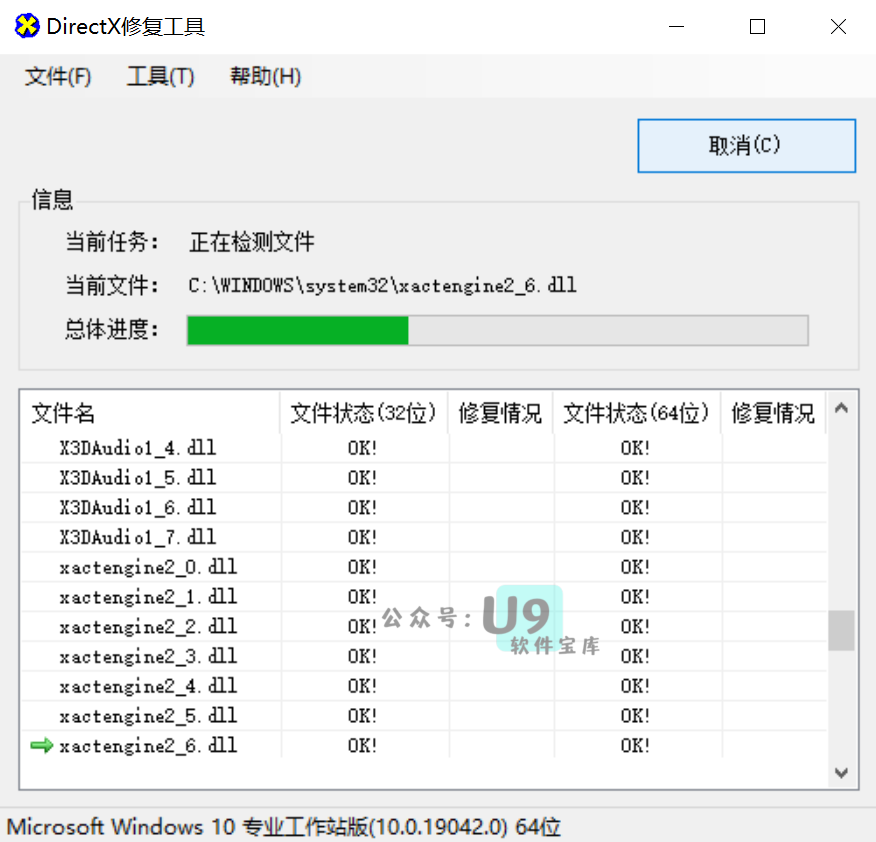 DirectX修复工具
文件(F) 工具(T) 帮助(H)
取消(C)
信息
当前任务： 正在检测文件
当前文件： C:\WINDOWS\system32\xactengine2_6.dll
总体进度：
文件名 文件状态(32位) 修复情况 文件状态(64位) 修复情况
X3DAudio1_4.dll OK! OK!
X3DAudio1_5.dll OK! OK!
X3DAudio1_6.dll OK! OK!
X3DAudio1_7.dll OK! OK!
xactengine2_0.dll OK! OK!
xactengine2_1.dll OK! OK!
xactengine2_2.dll OK! OK!
公众号：U9
软件宝库
xactengine2_3.dll OK! OK!
xactengine2_4.dll OK! OK!
xactengine2_5.dll OK! OK!
xactengine2_6.dll OK! OK!
Microsoft Windows 10 专业工作站版(10.0.19042.0) 64位